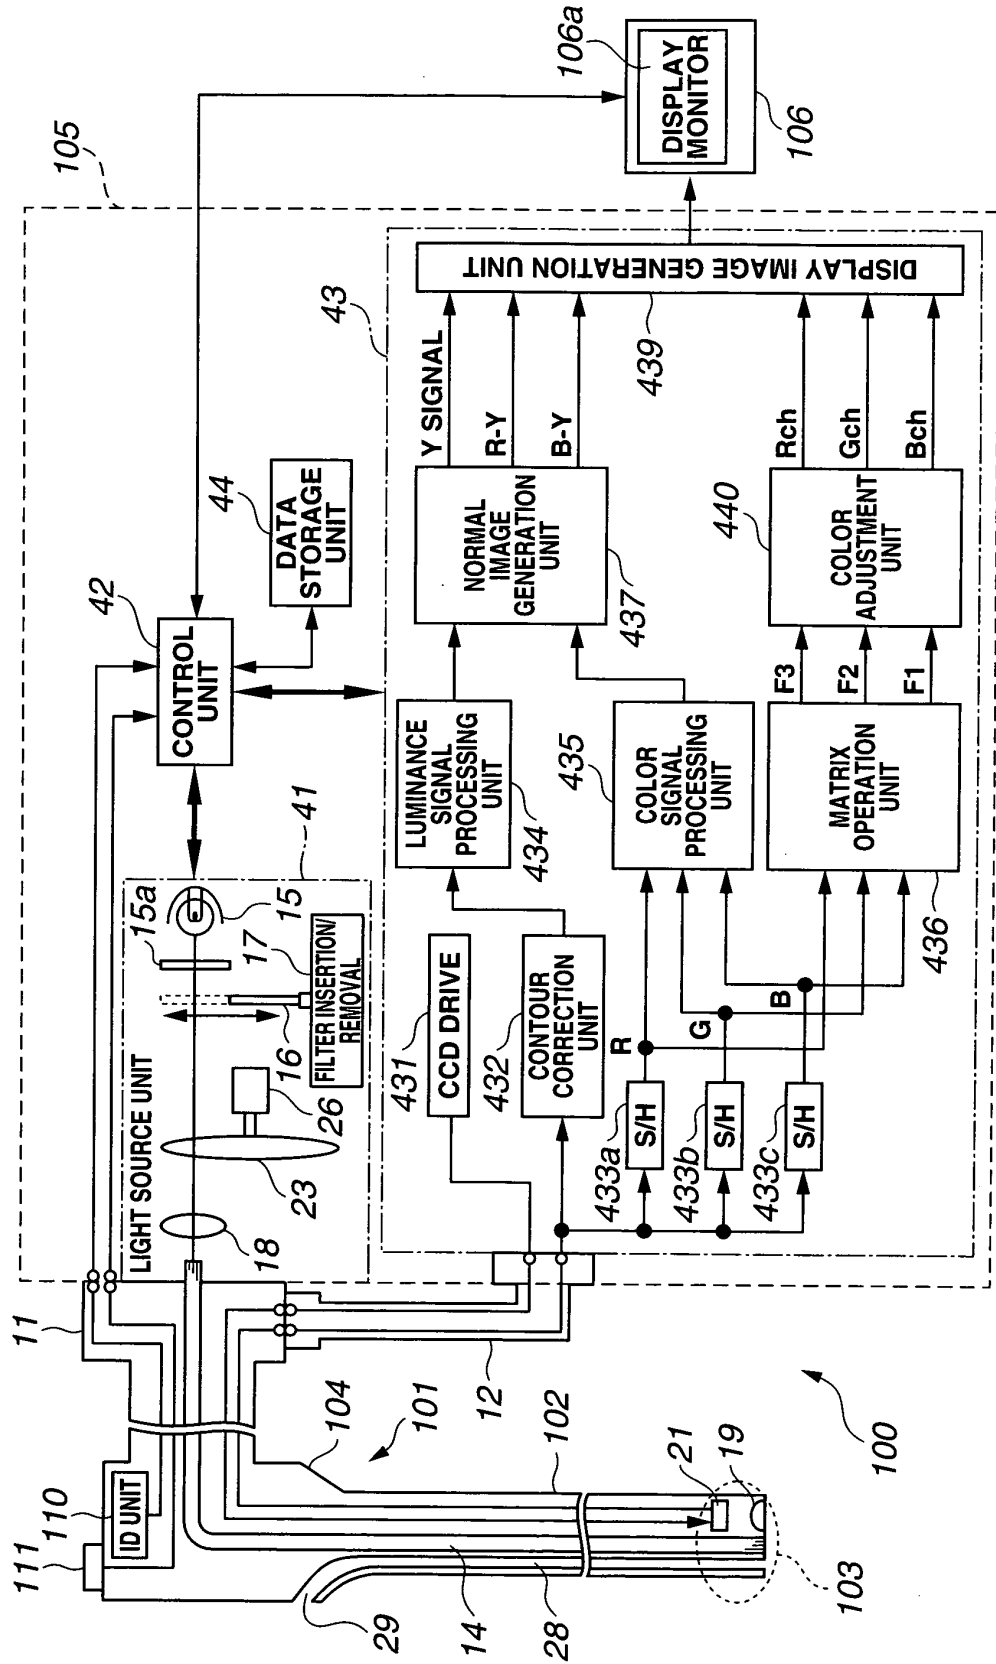 105
106a
DISPLAY
MONITOR
106
43
DISPLAY IMAGE GENERATION UNIT
439
Y SIGNAL
R-Y
B-Y
Rch
Gch
Bch
44
DATA
STORAGE
UNIT
42
CONTROL
UNIT
NORMAL
IMAGE
GENERATION
UNIT
437
440
COLOR
ADJUSTMENT
UNIT
F3
F2
F1
LUMINANCE
SIGNAL
PROCESSING
UNIT
434
435
COLOR
SIGNAL
PROCESSING
UNIT
MATRIX
OPERATION
UNIT
436
41
15a
15
17
FILTER INSERTION/
REMOVAL
16
LIGHT SOURCE UNIT
26
23
18
431
CCD DRIVE
432
CONTOUR
CORRECTION
UNIT
R
G
B
433a
S/H
433b
S/H
433c
S/H
11
12
104
101
102
100
111
110
ID UNIT
21
19
29
14
28
103